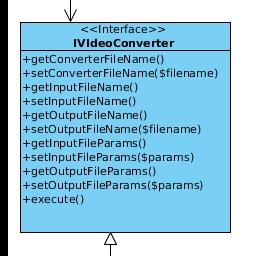 <<Interface>>
IVIdeoConverter
+getConverterFileName()
+setConverterFileName($filename)
+getInputFileName()
+setInputFileName()
+getOutputFileName()
+setOutputFileName($filename)
+getInputFileParams()
+setInputFileParams($params)
+getOutputFileParams()
+setOutputFileParams($params)
+execute()